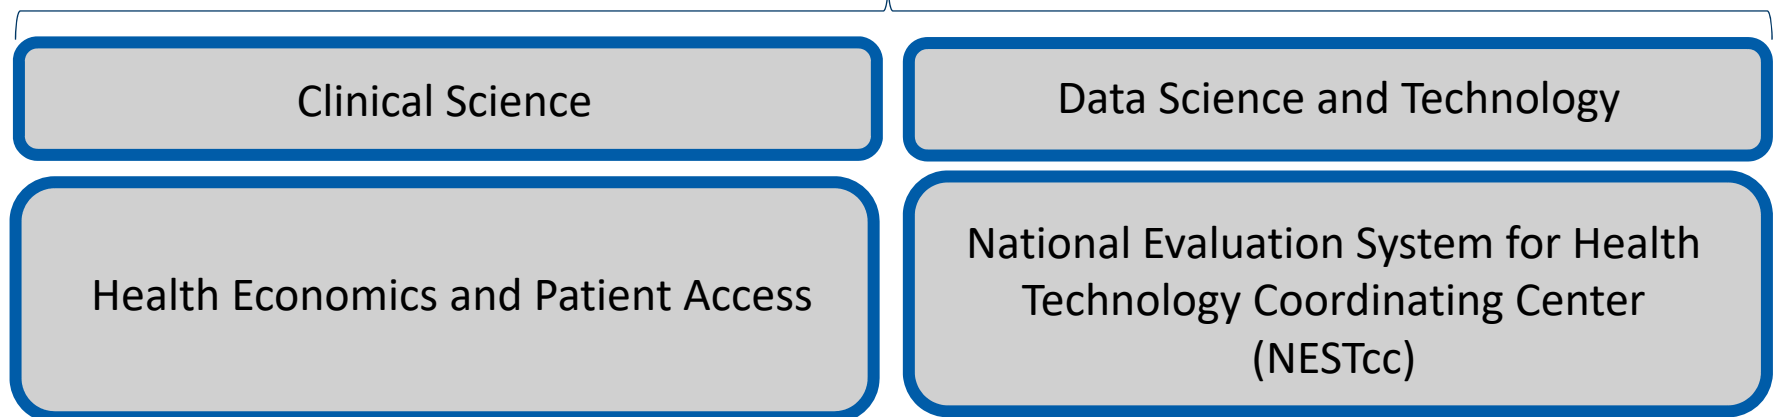 Clinical Science
Data Science and Technology
Health Economics and Patient Access
National Evaluation System for Health
Technology Coordinating Center
(NESTcc)